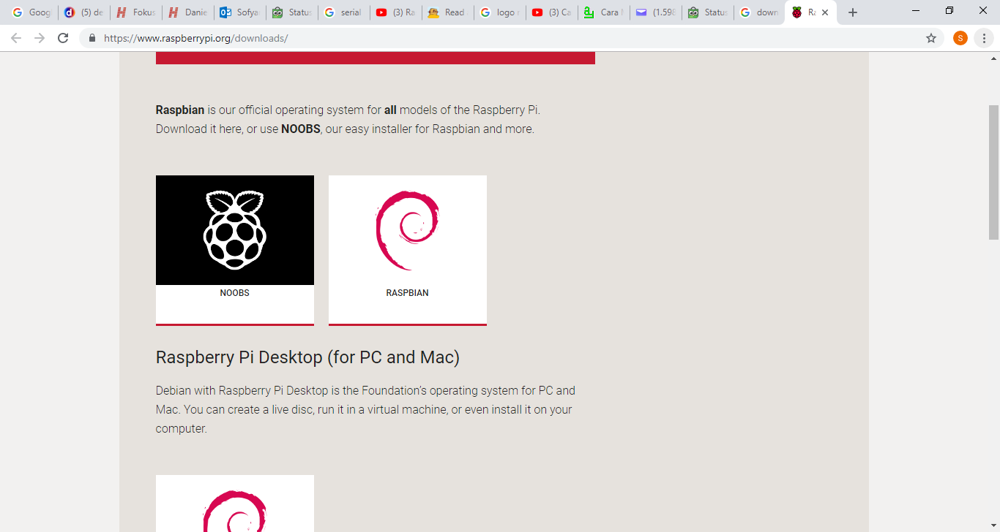 Goog
(5) de
Fokus
Danie
Sofya
Status
serial
(3) Ra
Read
logo
(3) Ca
Cara
(1.598
Status
down
Ra
https://www.raspberrypi.org/downloads/
S
Raspbian is our official operating system for all models of the Raspberry Pi.
Download it here, or use NOOBS, our easy installer for Raspbian and more.
NOOBS
RASPBIAN
Raspberry Pi Desktop (for PC and Mac)
Debian with Raspberry Pi Desktop is the Foundation’s operating system for PC and
Mac. You can create a live disc, run it in a virtual machine, or even install it on your
computer.